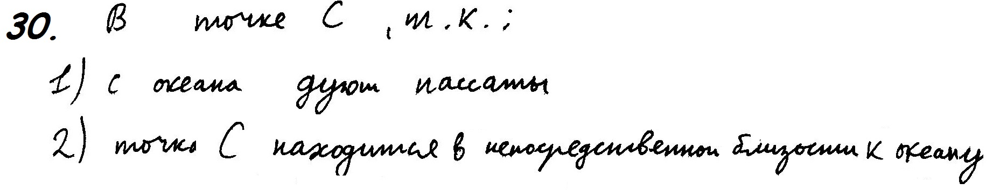 30. В точке С , т.к.:
1) с океана дуют пассаты
2) точка С находится в непосредственной близости к океану